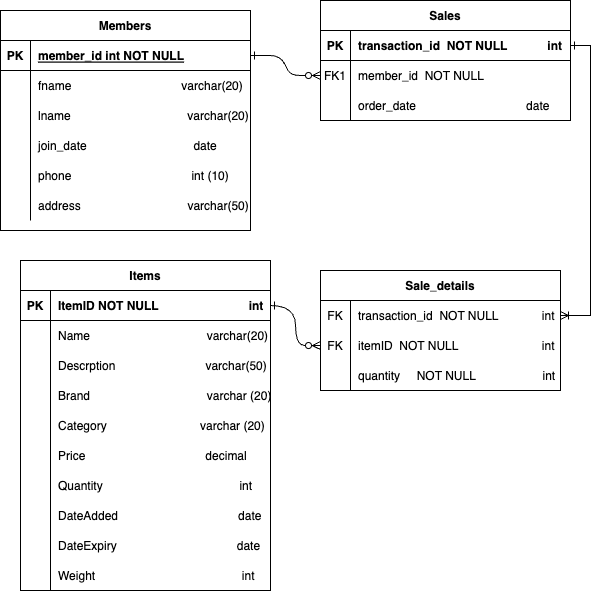 Members
PK member_id int NOT NULL
fname varchar(20)
lname varchar(20)
join_date date
phone int (10)
address varchar(50)
Sales
PK transaction_id NOT NULL int
FK1 member_id NOT NULL
order_date date
Items
PK ItemID NOT NULL int
Name varchar(20)
Descrption varchar(50)
Brand varchar (20)
Category varchar (20)
Price decimal
Quantity int
DateAdded date
DateExpiry date
Weight int
Sale_details
FK transaction_id NOT NULL int
FK itemID NOT NULL int
quantity NOT NULL int